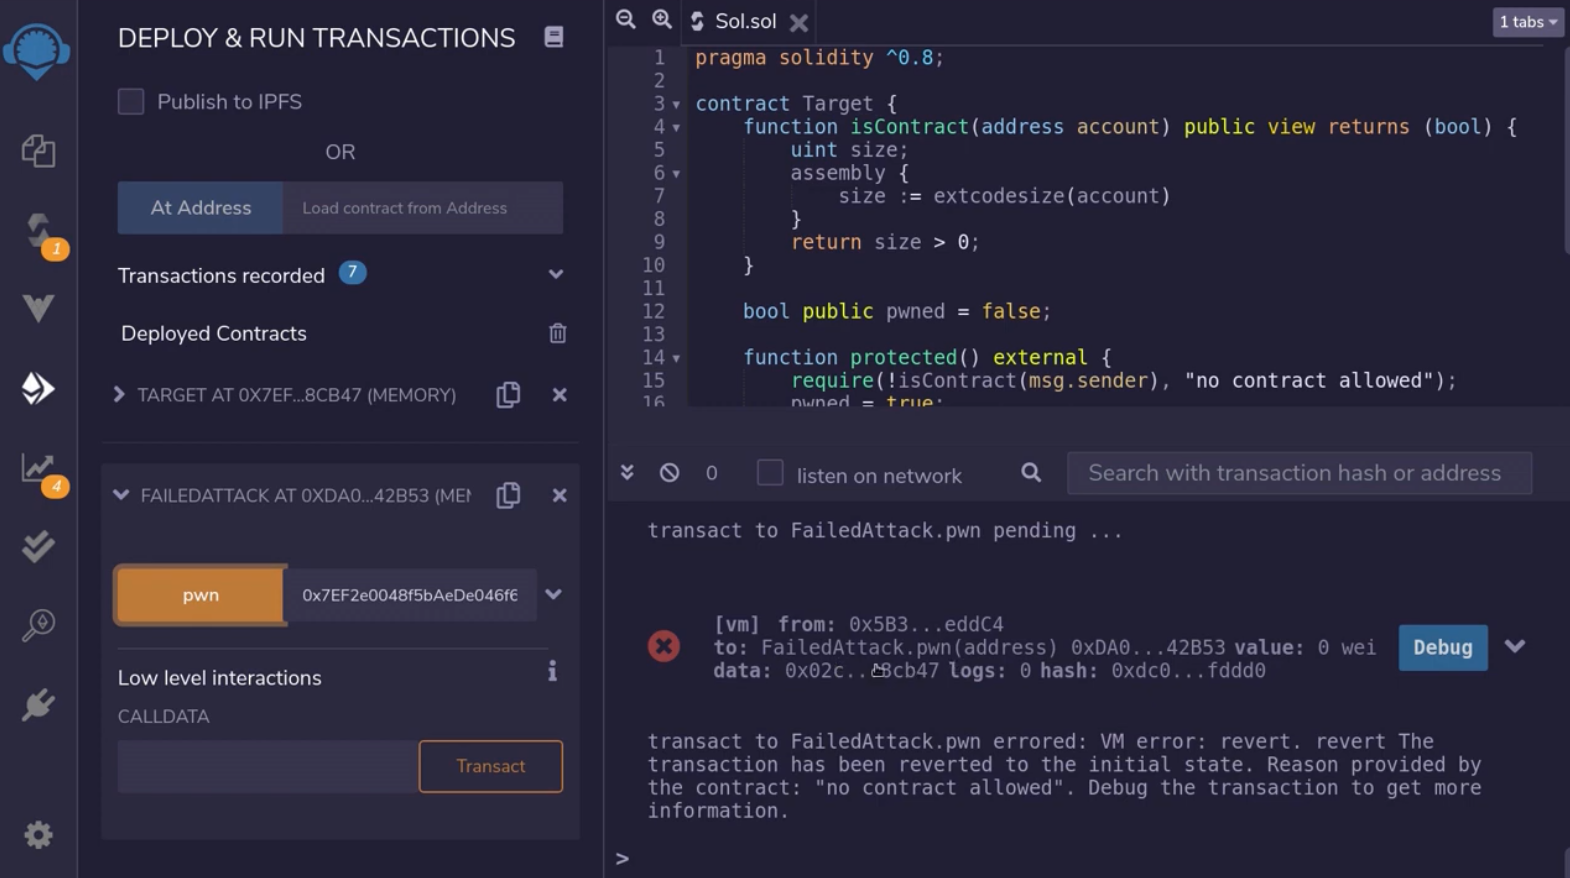 DEPLOY & RUN TRANSACTIONS
Publish to IPFS
OR
At Address
Load contract from Address
Transactions recorded 7
Deployed Contracts
TARGET AT 0X7EF...8CB47 (MEMORY)
FAILEDATTACK AT 0XDA0...42B53 (MEM
pwn
0x7EF2e0048f5bAeDe046f6
Low level interactions
i
CALLDATA
Transact
1
4
Sol.sol
1 tabs
1 pragma solidity ^0.8;
2
3 contract Target {
4 function isContract(address account) public view returns (bool) {
5 uint size;
6 assembly {
7 size := extcodesize(account)
8 }
9 return size > 0;
10 }
11
12 bool public pwned = false;
13
14 function protected() external {
15 require(!isContract(msg.sender), "no contract allowed");
16 pwned = true;
0
listen on network
Search with transaction hash or address
transact to FailedAttack.pwn pending ...
[vm] from: 0x5B3...eddC4
to: FailedAttack.pwn(address) 0xDA0...42B53 value: 0 wei
data: 0x02c...8cb47 logs: 0 hash: 0xdc0...fddd0
Debug
transact to FailedAttack.pwn errored: VM error: revert. revert The
transaction has been reverted to the initial state. Reason provided by
the contract: "no contract allowed". Debug the transaction to get more
information.
>